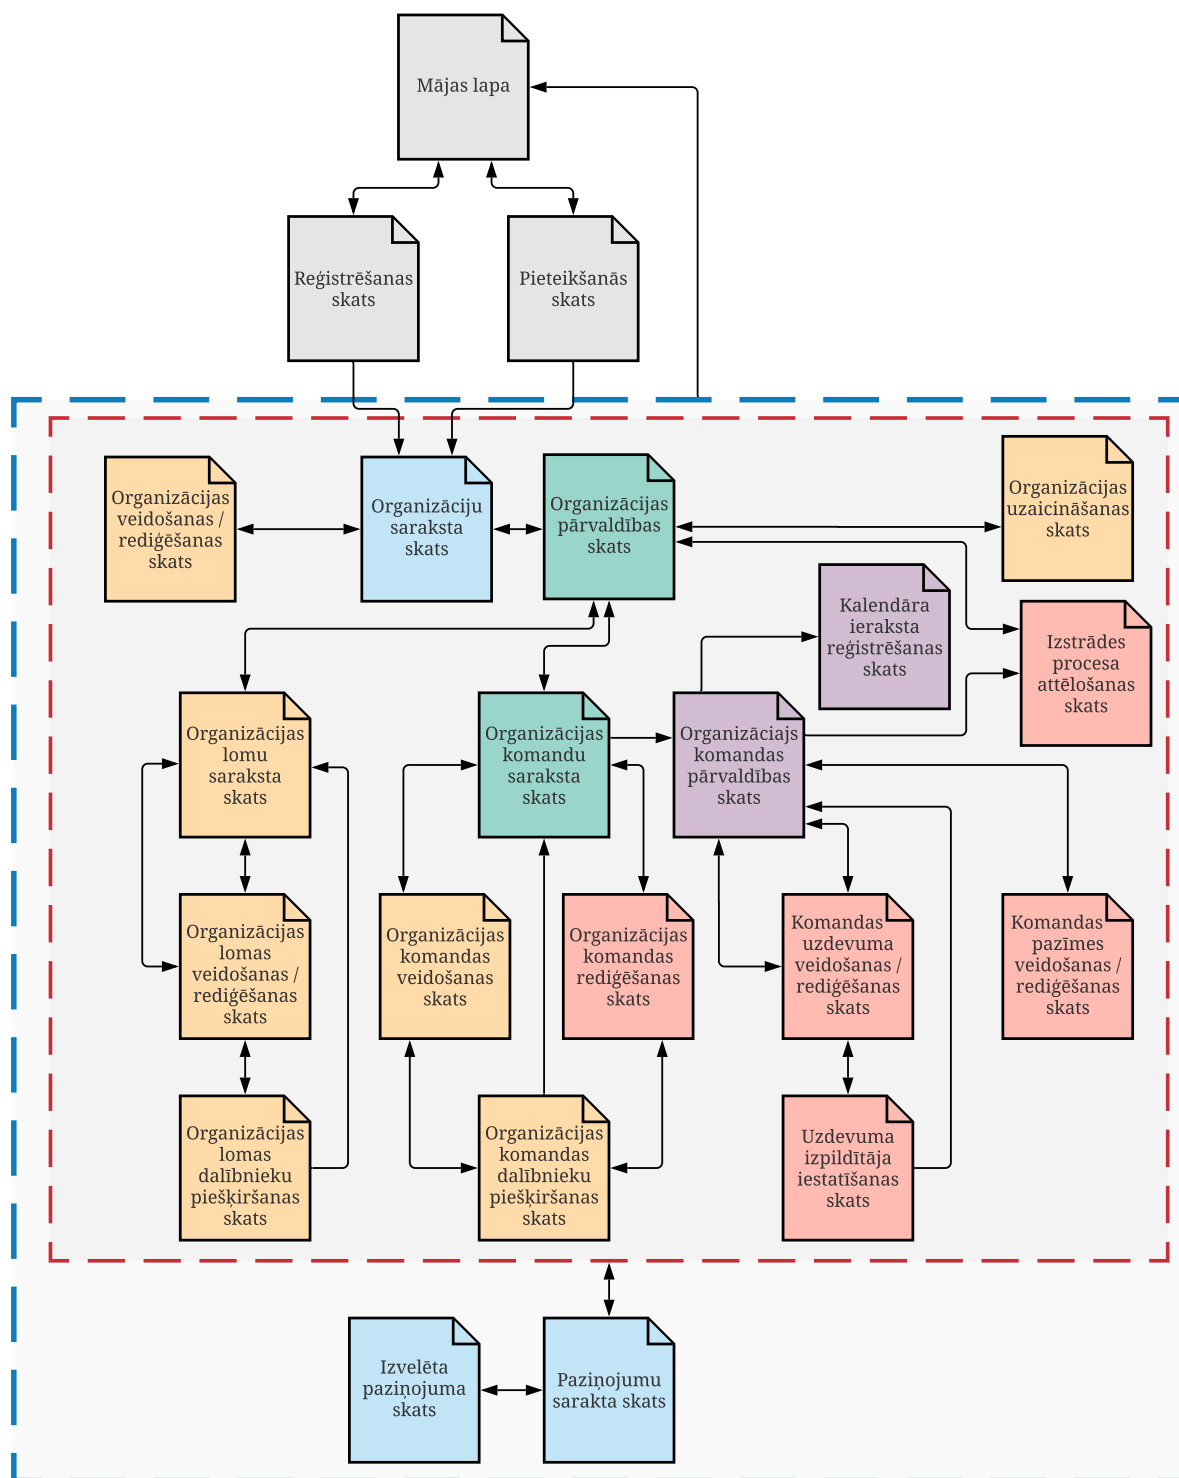 Mājas lapa
Reģistrēšanas
skats
Pieteikšanās
skats
Organizācijas
veidošanas /
rediģēšanas
skats
Organizāciju
saraksta
skats
Organizācijas
pārvaldības
skats
Organizācijas
uzaicināšanas
skats
Kalendāra
ieraksta
reģistrēšanas
skats
Izstrādes
procesa
attēlošanas
skats
Organizācijas
lomu
saraksta
skats
Organizācijas
komandu
saraksta
skats
Organizāciajs
komandas
pārvaldības
skats
Organizācijas
lomas
veidošanas /
rediģēšanas
skats
Organizācijas
komandas
veidošanas
skats
Organizācijas
komandas
rediģēšanas
skats
Komandas
uzdevuma
veidošanas /
rediģēšanas
skats
Komandas
pazīmes
veidošanas /
rediģēšanas
skats
Organizācijas
lomas
dalībnieku
piešķiršanas
skats
Organizācijas
komandas
dalībnieku
piešķiršanas
skats
Uzdevuma
izpildītāja
iestatīšanas
skats
Izvelēta
paziņojuma
skats
Paziņojumu
sarakta skats